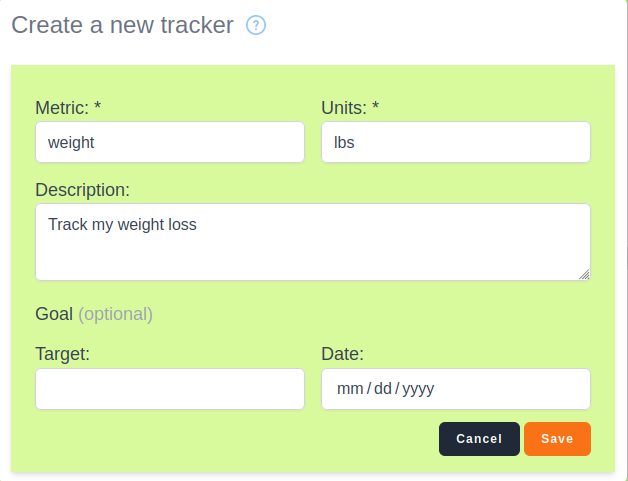 Create a new tracker ?
Metric: * Units: *
weight lbs
Description:
Track my weight loss
Goal (optional)
Target: Date:
mm/dd/yyyy
Cancel Save